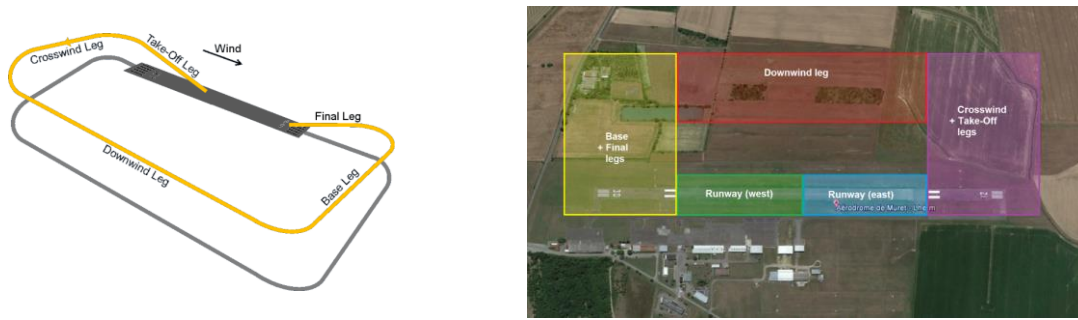 Crosswind Leg
Take-Off Leg
Wind
Final Leg
Downwind Leg
Base Leg
Downwind leg
Base
+ Final
legs
Crosswind
+ Take-Off
legs
Runway (west)
Runway (east)
Aérodrome de Muret - Lherm